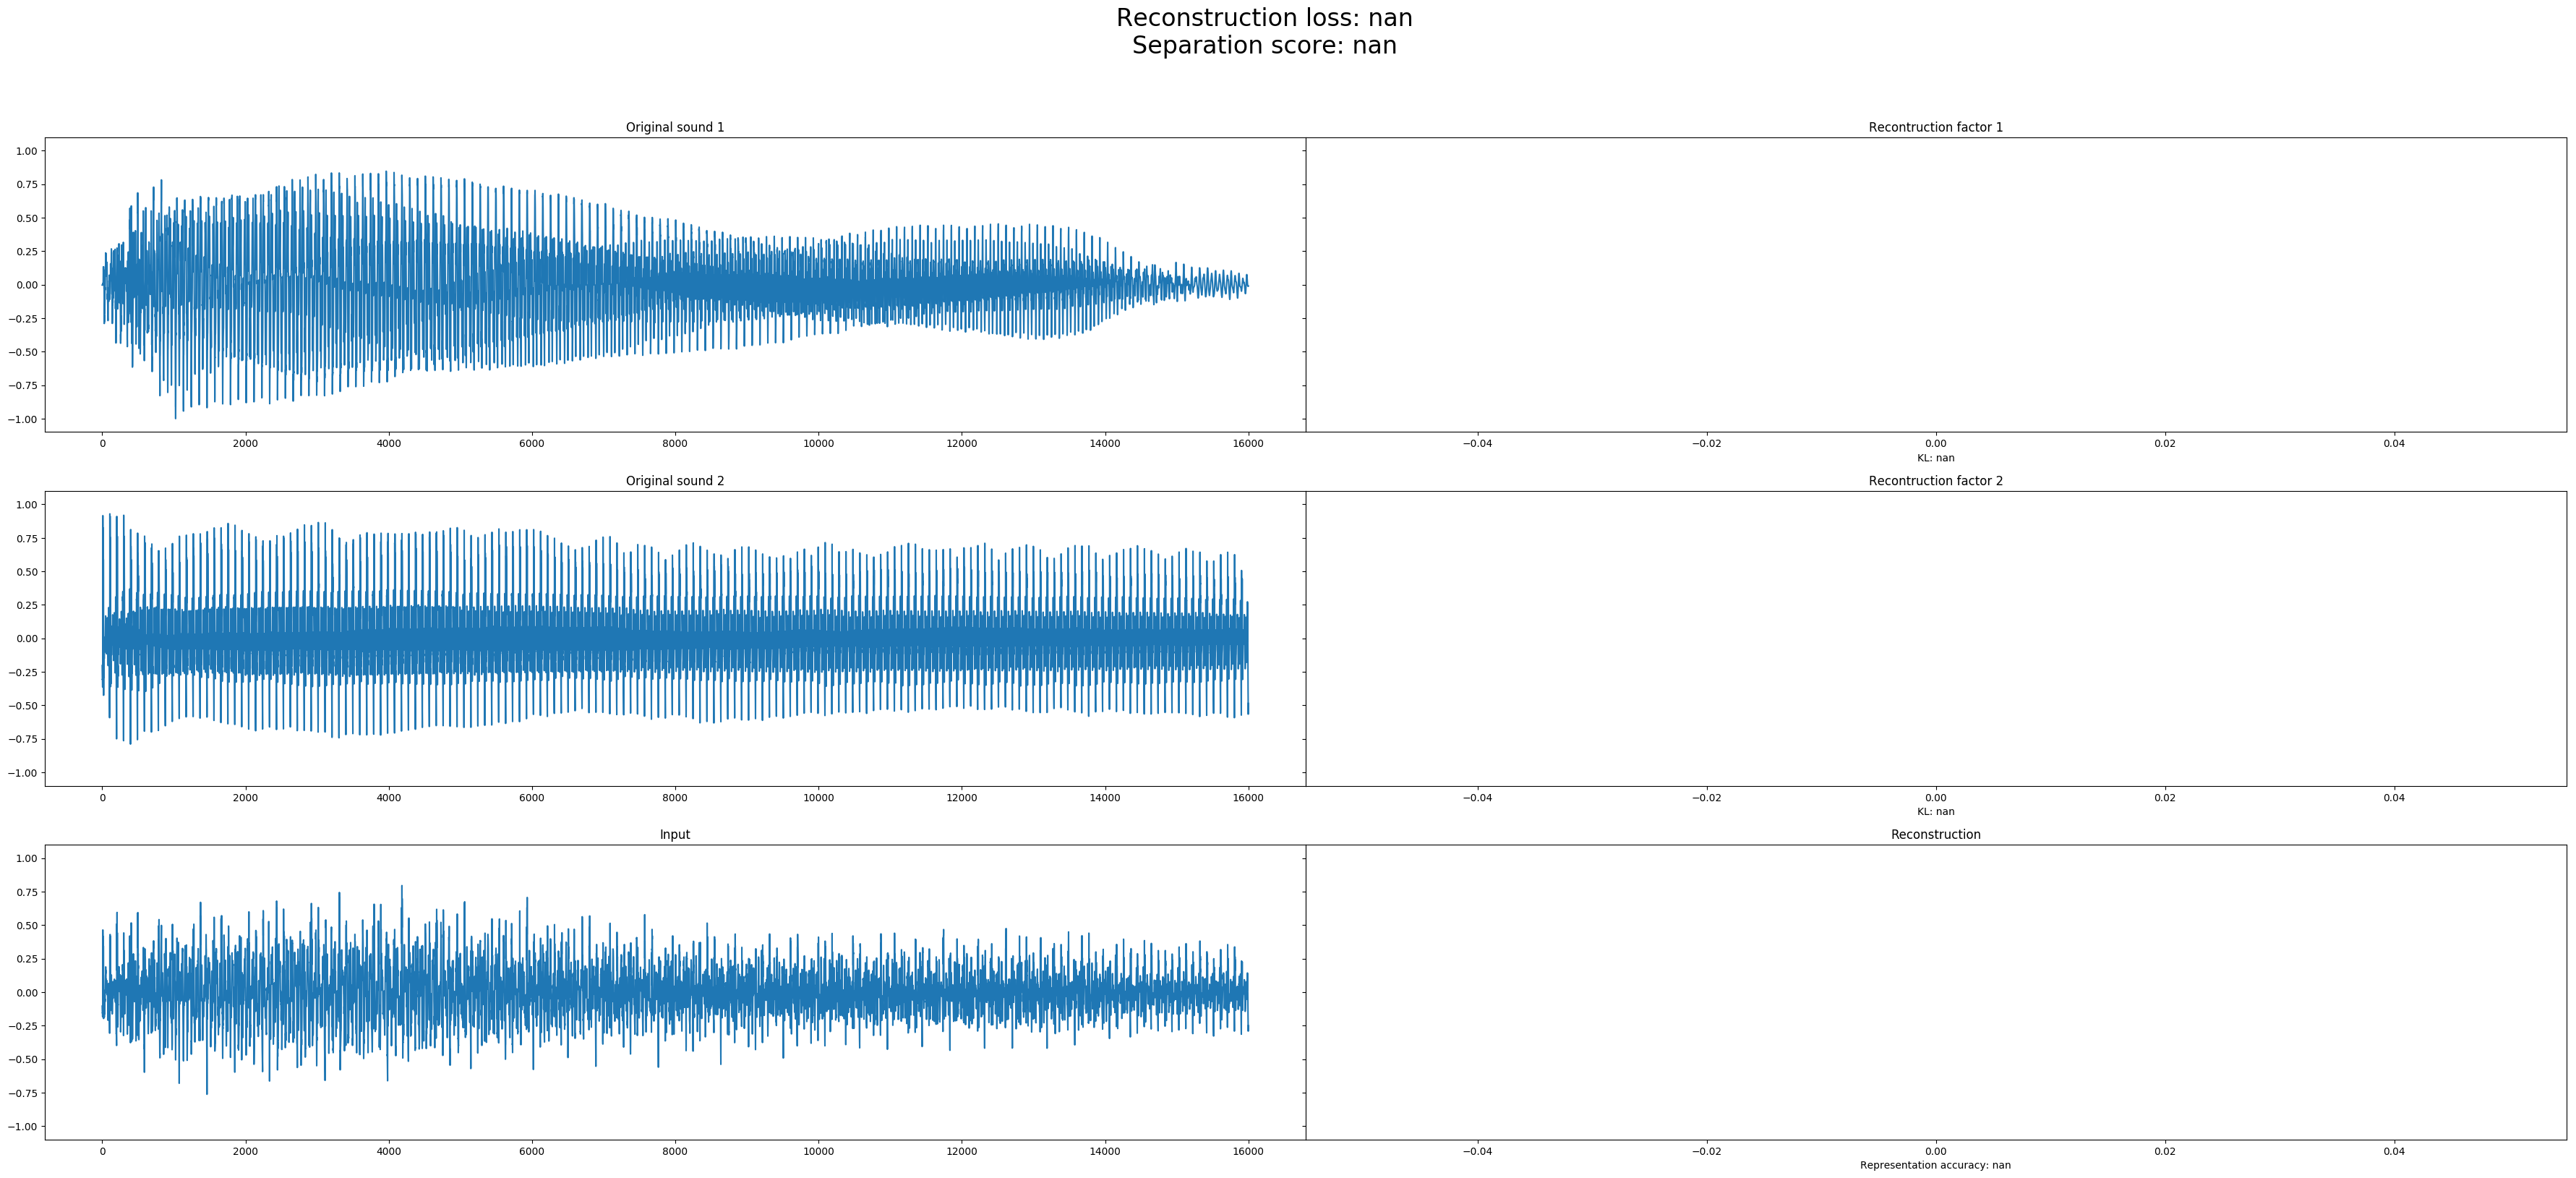 Reconstruction loss: nan
Separation score: nan
Original sound 1
Recontruction factor 1
1.00
0.75
0.50
0.25
0.00
−0.25
−0.50
−0.75
−1.00
0 2000 4000 6000 8000 10000 12000 14000 16000
−0.04 −0.02 0.00 0.02 0.04
KL: nan
Original sound 2
Recontruction factor 2
1.00
0.75
0.50
0.25
0.00
−0.25
−0.50
−0.75
−1.00
0 2000 4000 6000 8000 10000 12000 14000 16000
−0.04 −0.02 0.00 0.02 0.04
KL: nan
Input
Reconstruction
1.00
0.75
0.50
0.25
0.00
−0.25
−0.50
−0.75
−1.00
0 2000 4000 6000 8000 10000 12000 14000 16000
−0.04 −0.02 0.00 0.02 0.04
Representation accuracy: nan